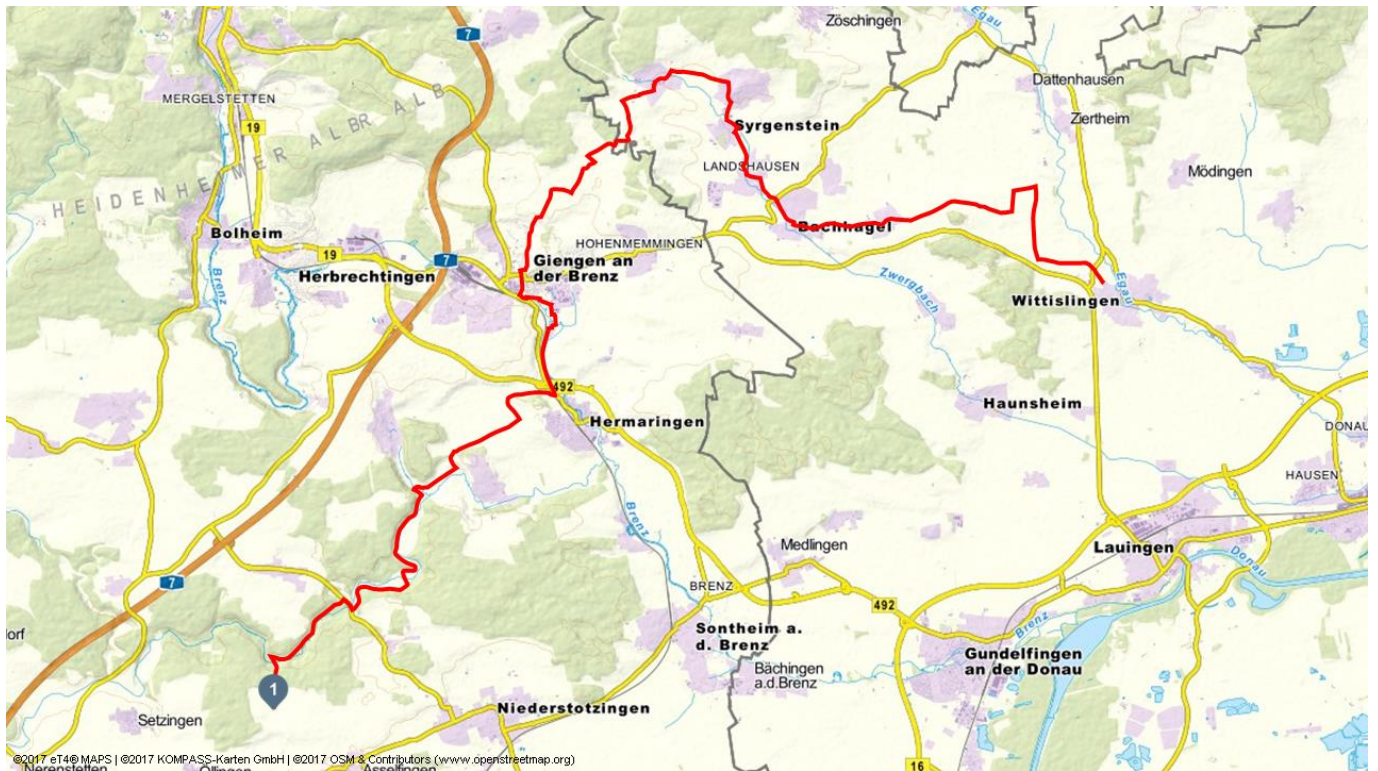 Zöschingen
Egau
7
Dattenhausen
MERGELSTETTEN
19
HEIDENHEIMER ALB
Ziertheim
Syrgenstein
LANDSHAUSEN
Mödingen
Bolheim
Bachhagel
HOHENMEMMINGEN
19
7
Giengen an
der Brenz
Herbrechtingen
Brenz
Zwergbach
Egau
Wittislingen
492
Haunsheim
Hermaringen
DONAU
HAUSEN
Brenz
Medlingen
Lauingen
Donau
7
BRENZ
492
Sontheim a.
d. Brenz
Brenz
Gundelfingen
an der Donau
Bächingen
a.d.Brenz
1
Setzingen
Niederstotzingen
©2017 eT4® MAPS | ©2017 KOMPASS-Karten GmbH | ©2017 OSM & Contributors (www.openstreetmap.org)
16